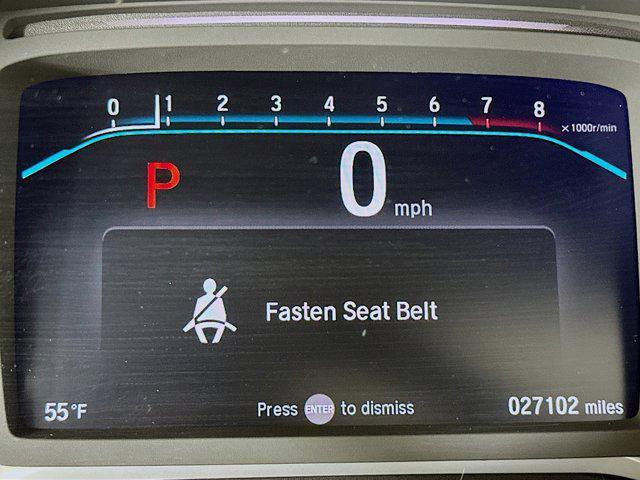 0 1 2 3 4 5 6 7 8
x1000r/min
P 0 mph
Fasten Seat Belt
55°F Press ENTER to dismiss 027102 miles